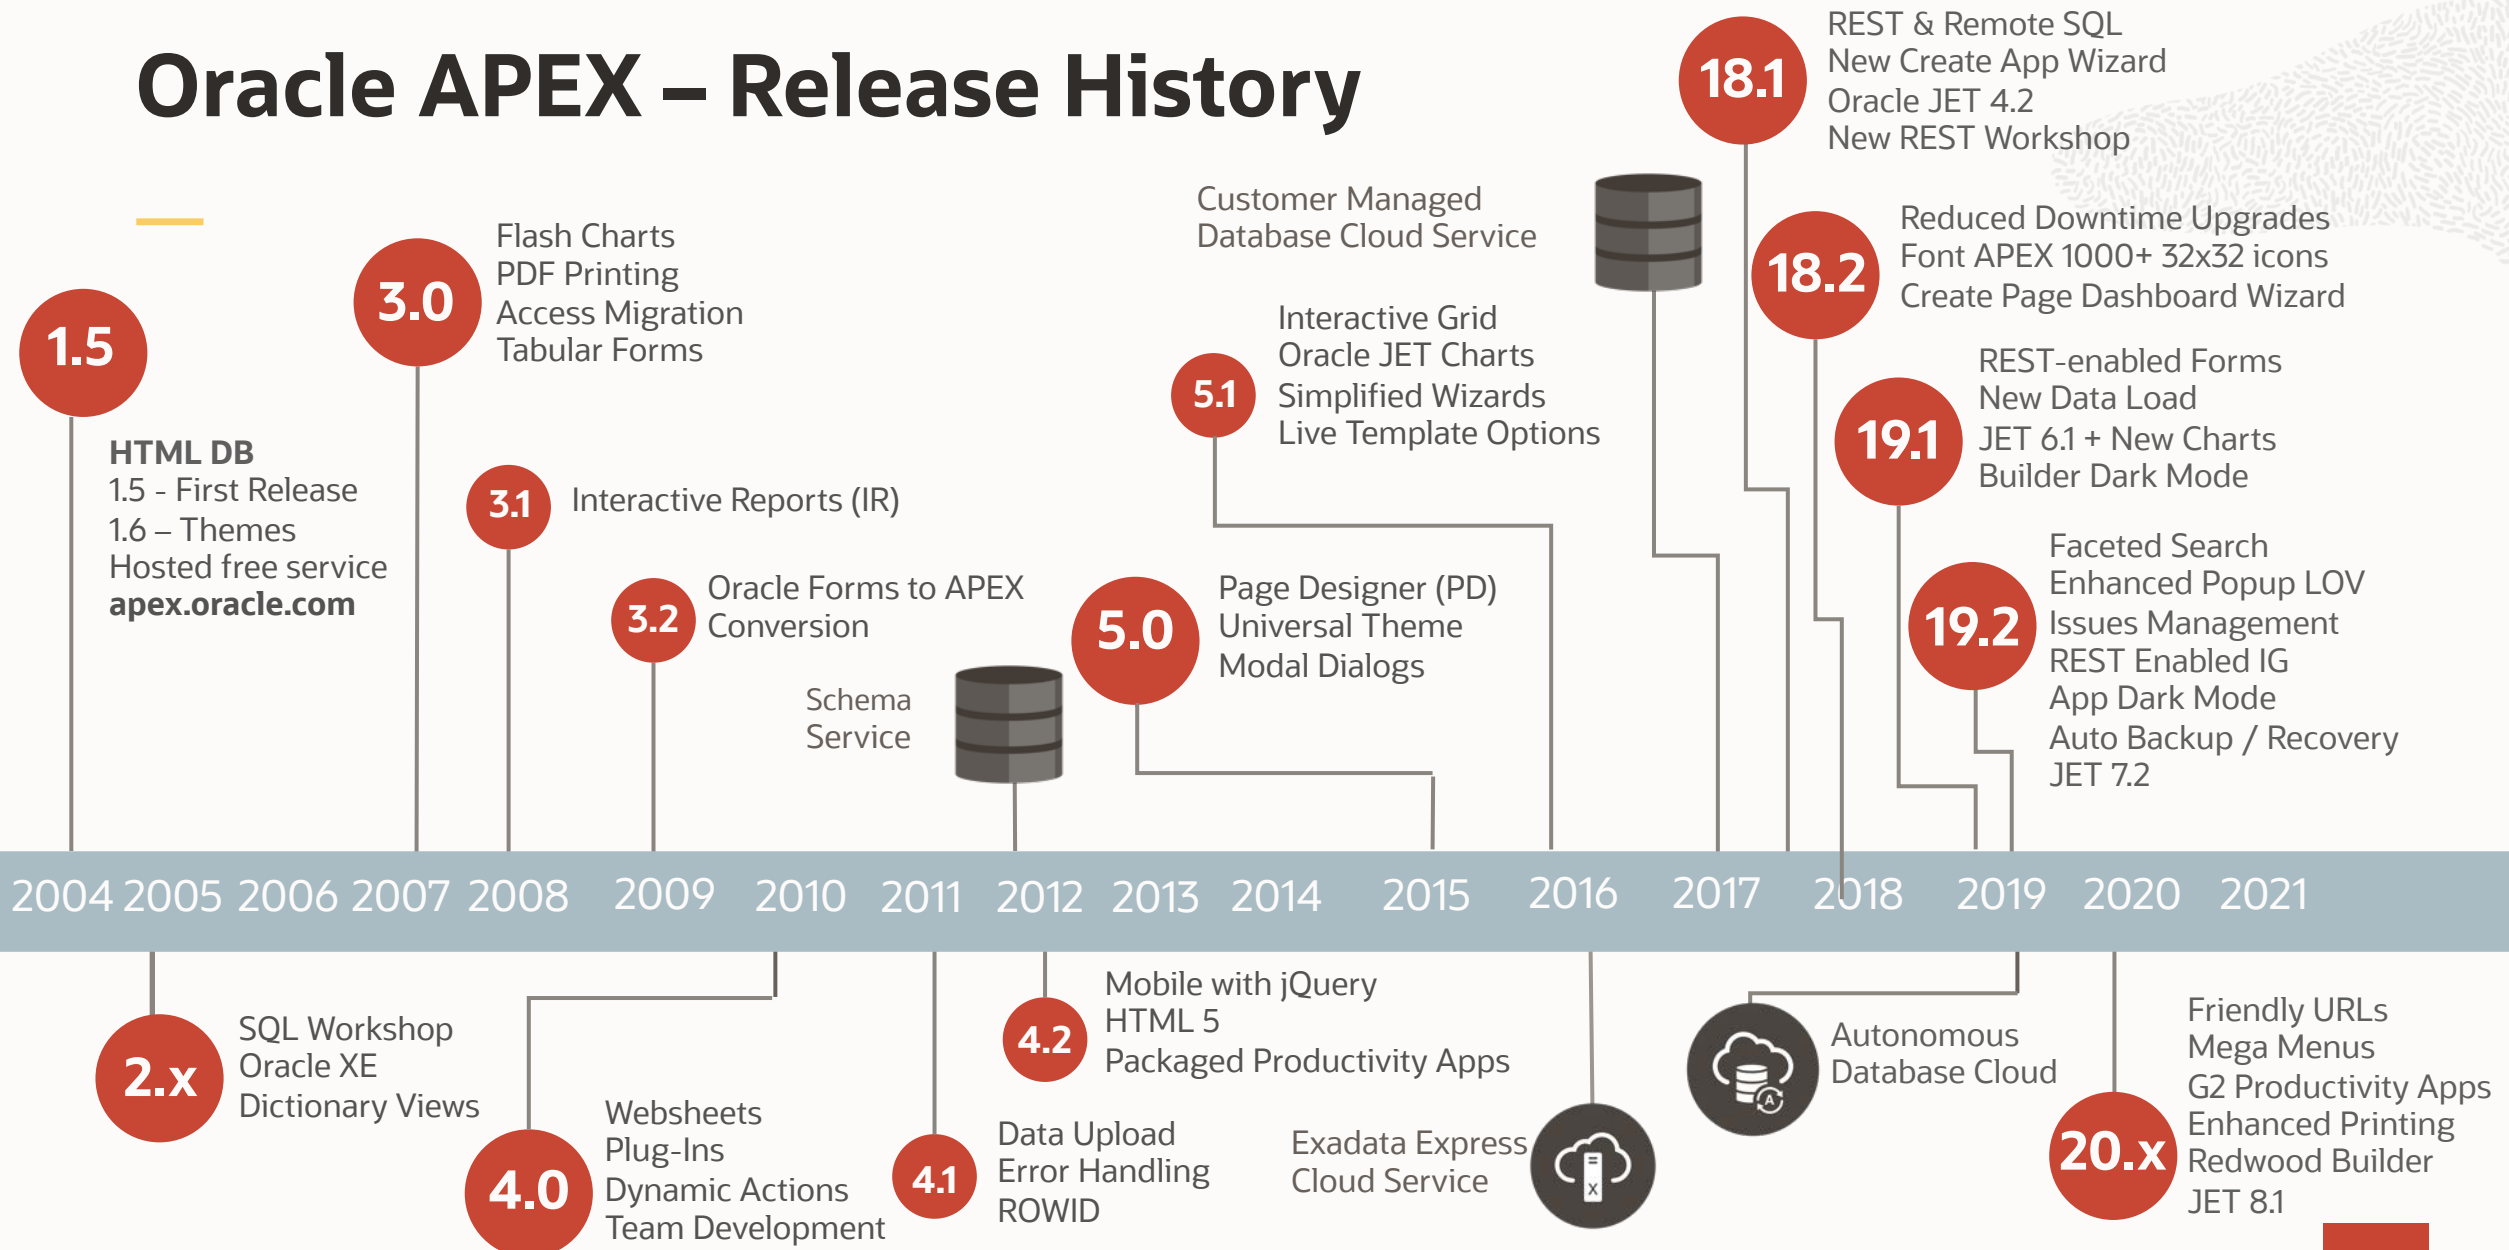 Oracle APEX – Release History
1.5
HTML DB
1.5 - First Release
1.6 – Themes
Hosted free service
apex.oracle.com
3.0
Flash Charts
PDF Printing
Access Migration
Tabular Forms
3.1
Interactive Reports (IR)
3.2
Oracle Forms to APEX
Conversion
Schema
Service
5.0
Page Designer (PD)
Universal Theme
Modal Dialogs
5.1
Interactive Grid
Oracle JET Charts
Simplified Wizards
Live Template Options
Customer Managed
Database Cloud Service
18.1
REST & Remote SQL
New Create App Wizard
Oracle JET 4.2
New REST Workshop
18.2
Reduced Downtime Upgrades
Font APEX 1000+ 32x32 icons
Create Page Dashboard Wizard
19.1
REST-enabled Forms
New Data Load
JET 6.1 + New Charts
Builder Dark Mode
19.2
Faceted Search
Enhanced Popup LOV
Issues Management
REST Enabled IG
App Dark Mode
Auto Backup / Recovery
JET 7.2
2004 2005 2006 2007 2008 2009 2010 2011 2012 2013 2014 2015 2016 2017 2018 2019 2020 2021
2.x
SQL Workshop
Oracle XE
Dictionary Views
4.0
Websheets
Plug-Ins
Dynamic Actions
Team Development
4.1
Data Upload
Error Handling
ROWID
4.2
Mobile with jQuery
HTML 5
Packaged Productivity Apps
Exadata Express
Cloud Service
X
A
Autonomous
Database Cloud
20.x
Friendly URLs
Mega Menus
G2 Productivity Apps
Enhanced Printing
Redwood Builder
JET 8.1